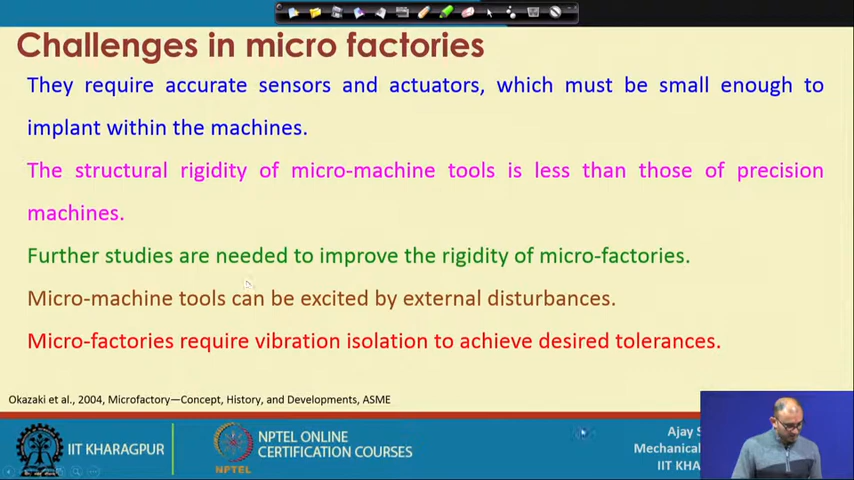 Challenges in micro factories
They require accurate sensors and actuators, which must be small enough to
implant within the machines.
The structural rigidity of micro-machine tools is less than those of precision
machines.
Further studies are needed to improve the rigidity of micro-factories.
Micro-machine tools can be excited by external disturbances.
Micro-factories require vibration isolation to achieve desired tolerances.
Okazaki et al., 2004, Microfactory—Concept, History, and Developments, ASME
IIT KHARAGPUR
NPTEL
NPTEL ONLINE
CERTIFICATION COURSES
Ajay S
Mechanical
IIT KHA